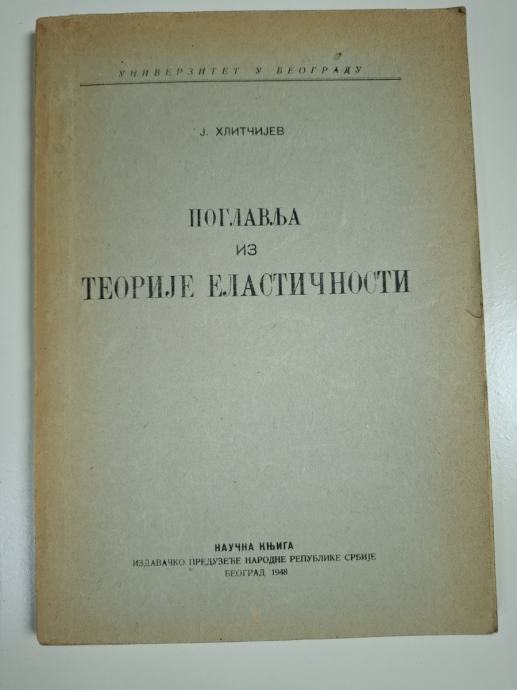 УНИВЕРЗИТЕТ У БЕОГРАДУ
Ј. ХЛИТЧИЈЕВ
ПОГЛАВЉА
ИЗ
ТЕОРИЈЕ ЕЛАСТИЧНОСТИ
НАУЧНА КЊИГА
ИЗДАВАЧКО ПРЕДУЗЕЋЕ НАРОДНЕ РЕПУБЛИКЕ СРБИЈЕ
БЕОГРАД 1948